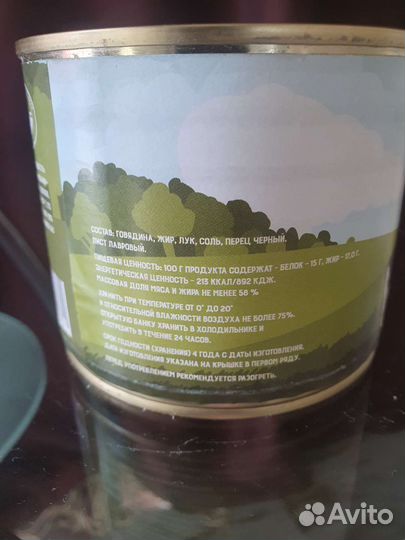 СОСТАВ: ГОВЯДИНА, ЖИР, ЛУК, СОЛЬ, ПЕРЕЦ ЧЕРНЫЙ,
ЛИСТ ЛАВРОВЫЙ.
ПИЩЕВАЯ ЦЕННОСТЬ: 100 Г ПРОДУКТА СОДЕРЖАТ - БЕЛОК - 15 Г, ЖИР - 17,0 Г.
ЭНЕРГЕТИЧЕСКАЯ ЦЕННОСТЬ - 213 ККАЛ/892 КДЖ.
МАССОВАЯ ДОЛЯ МЯСА И ЖИРА НЕ МЕНЕЕ 58 %
ХРАНИТЬ ПРИ ТЕМПЕРАТУРЕ ОТ 0° ДО 20°
И ОТНОСИТЕЛЬНОЙ ВЛАЖНОСТИ ВОЗДУХА НЕ БОЛЕЕ 75%.
ОТКРЫТУЮ БАНКУ ХРАНИТЬ В ХОЛОДИЛЬНИКЕ И
УПОТРЕБИТЬ В ТЕЧЕНИЕ 24 ЧАСОВ.
СРОК ГОДНОСТИ (ХРАНЕНИЯ) 4 ГОДА С ДАТЫ ИЗГОТОВЛЕНИЯ.
ДАТА ИЗГОТОВЛЕНИЯ УКАЗАНА НА КРЫШКЕ В ПЕРВОМ РЯДУ.
ПЕРЕД УПОТРЕБЛЕНИЕМ РЕКОМЕНДУЕТСЯ РАЗОГРЕТЬ.
Avito